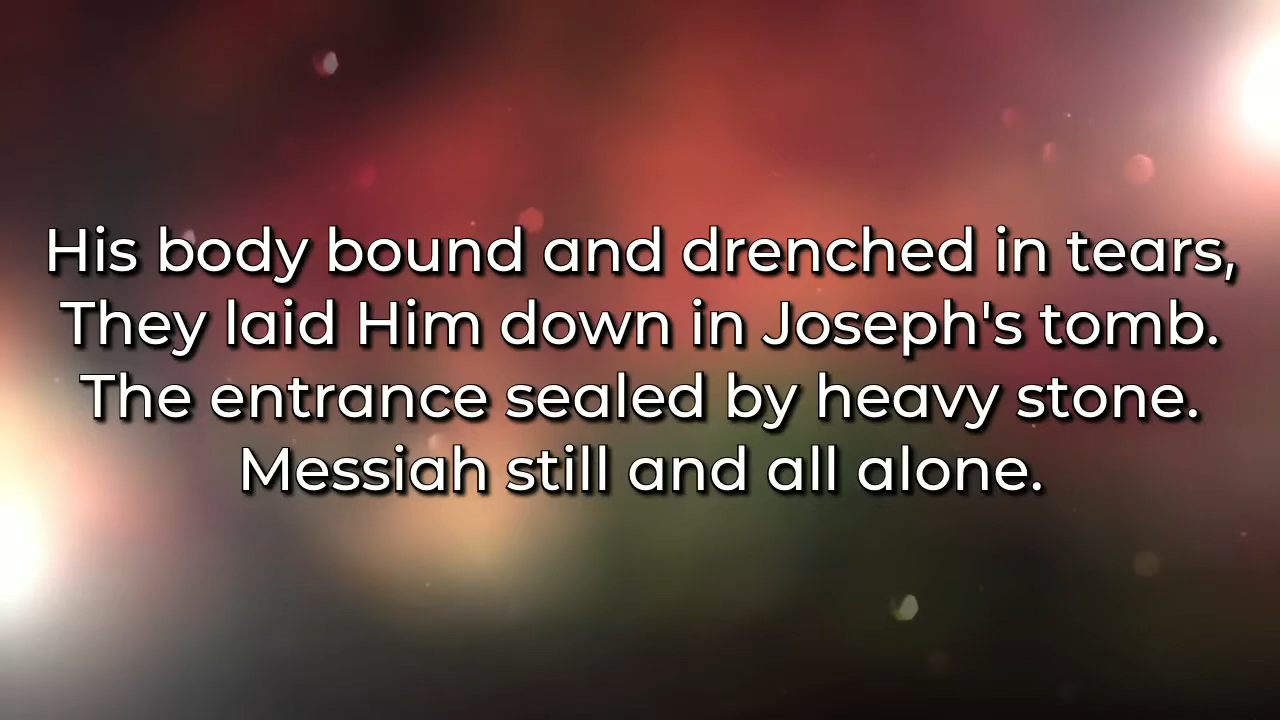 His body bound and drenched in tears,
They laid Him down in Joseph's tomb.
The entrance sealed by heavy stone.
Messiah still and all alone.